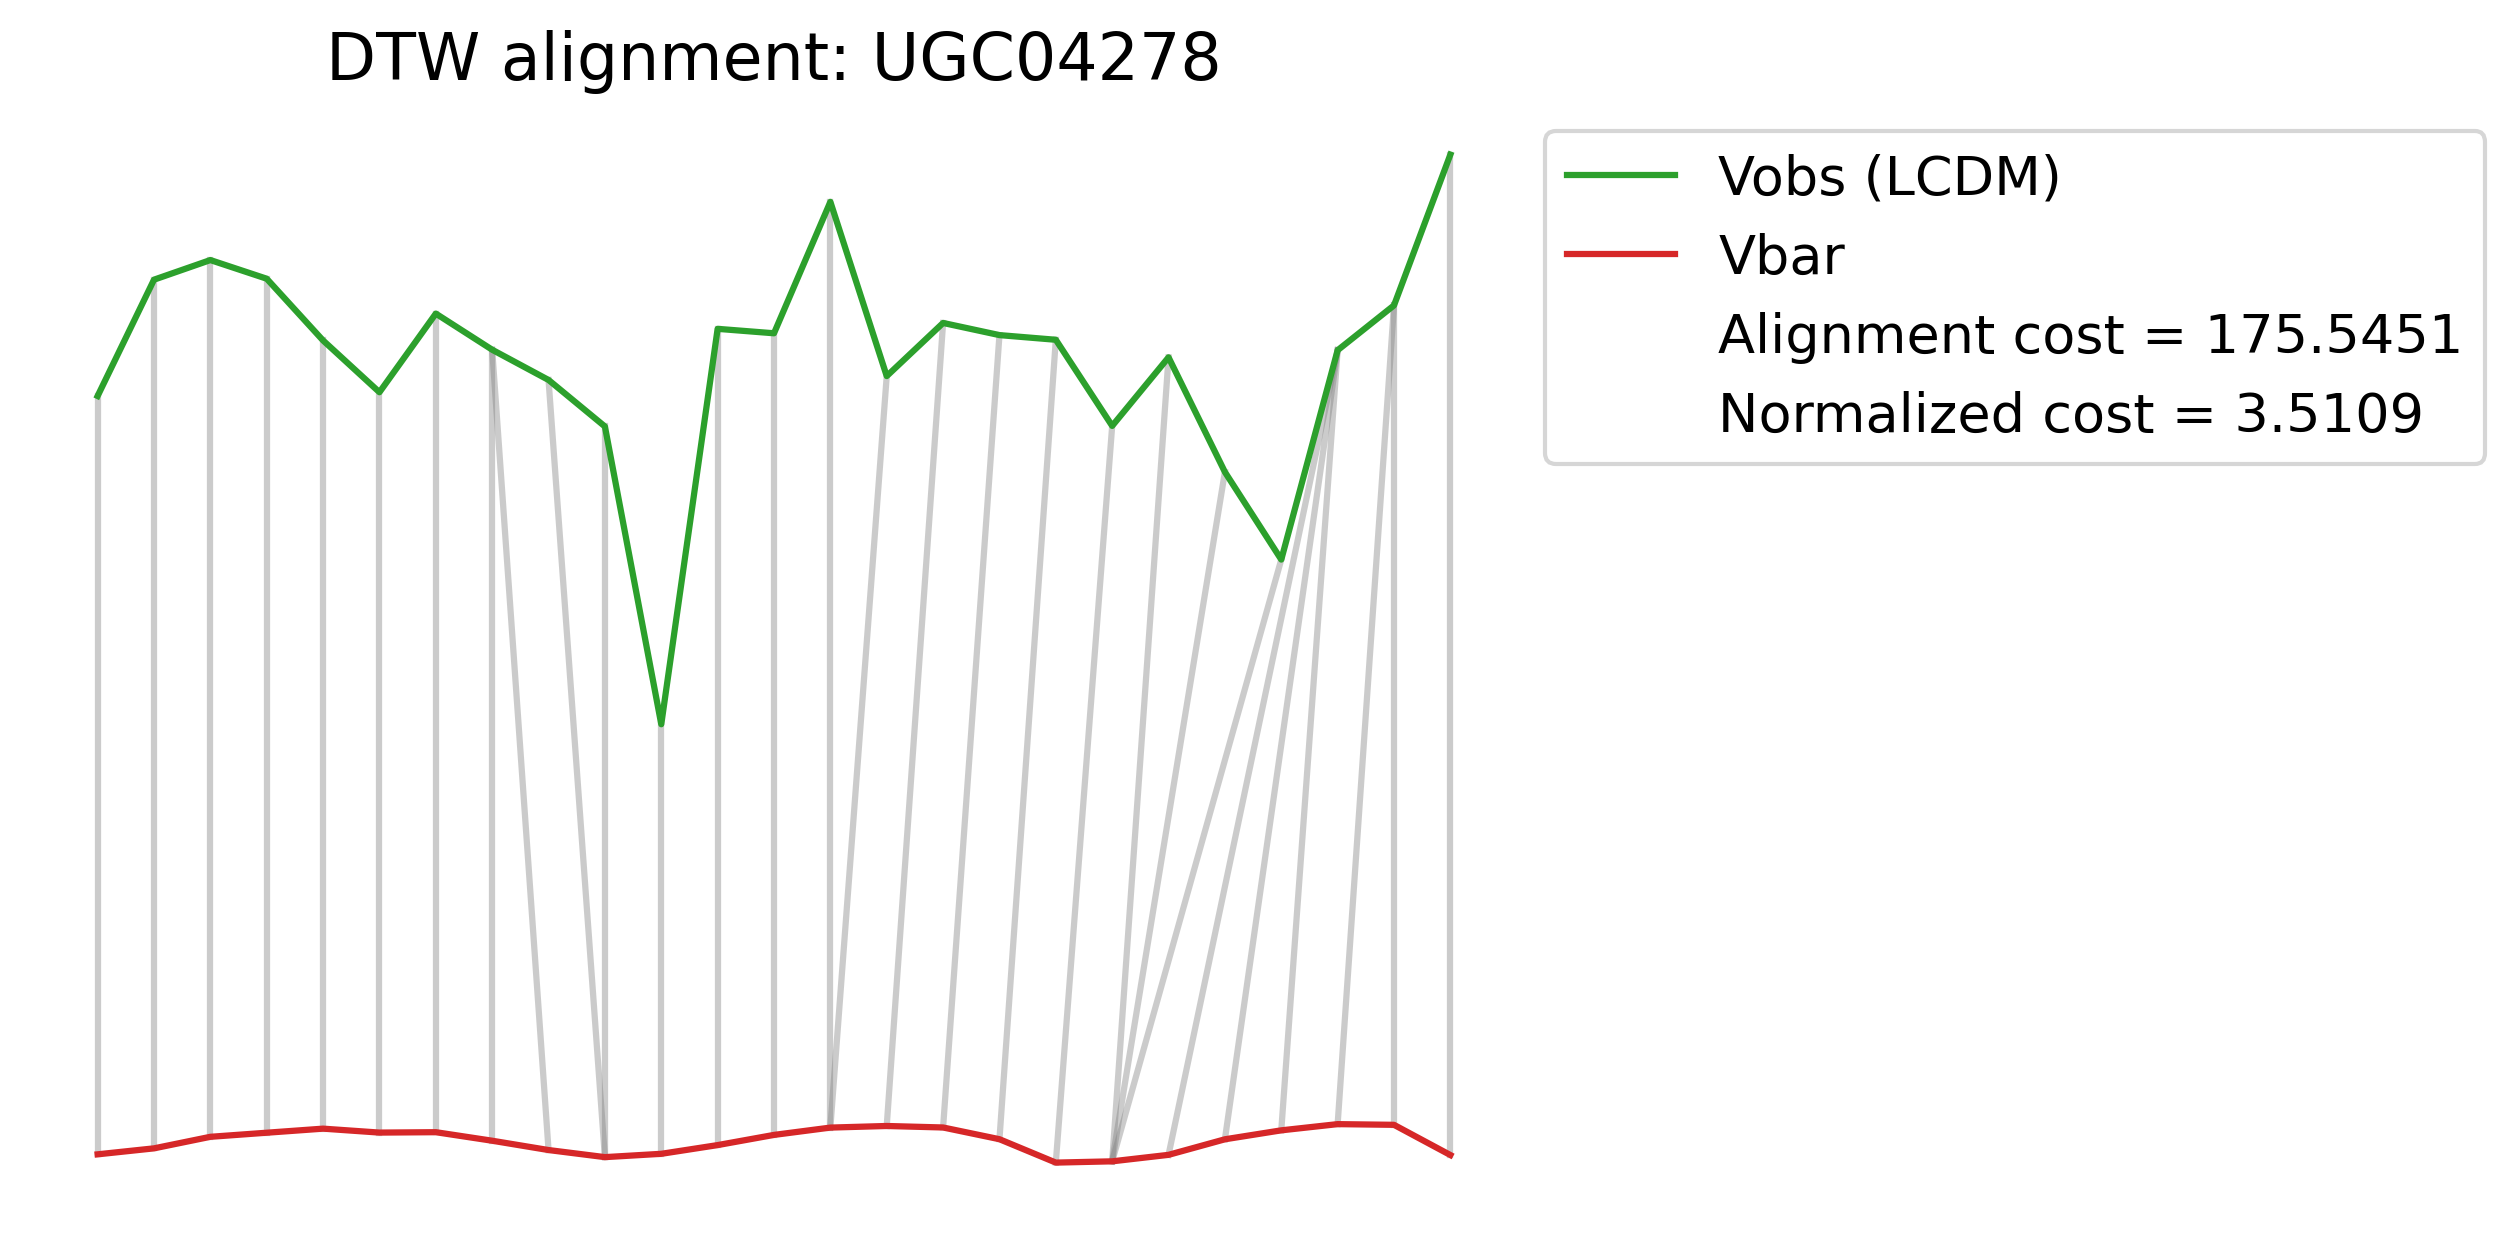 DTW alignment: UGC04278
Vobs (LCDM)
Vbar
Alignment cost = 175.5451
Normalized cost = 3.5109